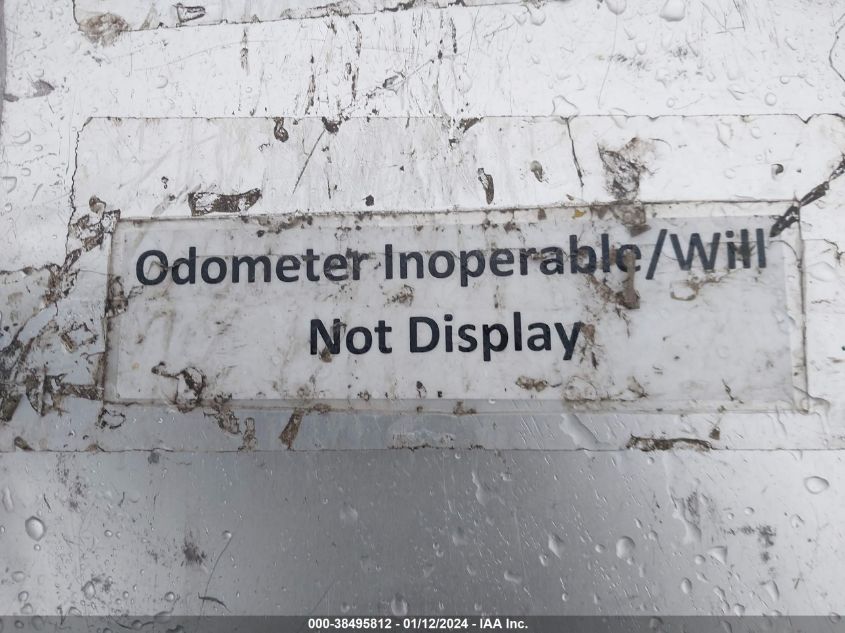 Odometer Inoperable/Will
Not Display
000-38495812 - 01/12/2024 - IAA Inc.